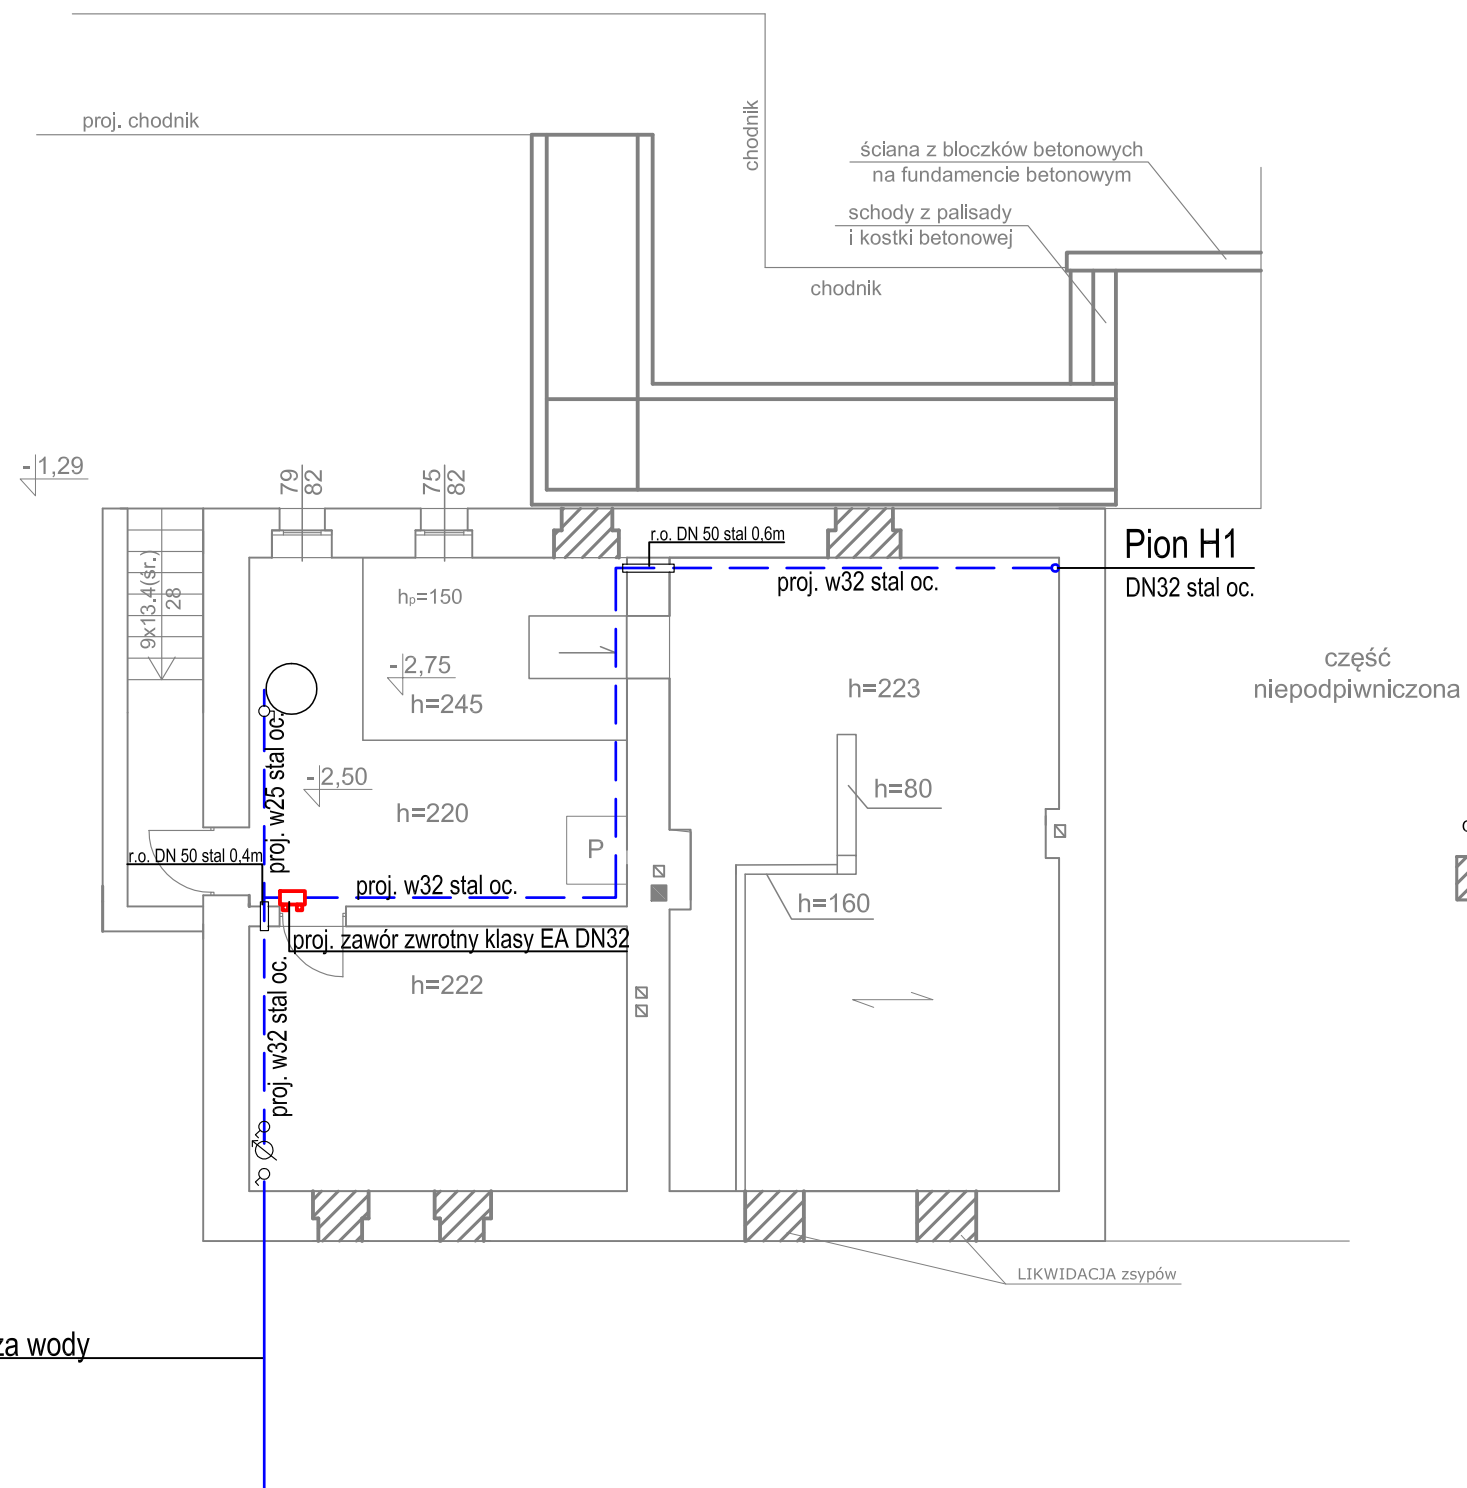 proj. chodnik
chodnik
ściana z bloczków betonowych
na fundamencie betonowym
schody z palisady
i kostki betonowej
chodnik
-1,29
79
82
75
82
r.o. DN 50 stal 0,6m
Pion H1
DN32 stal oc.
proj. w32 stal oc.
9x13.4(śr.)
28
hp=150
-2,75
h=245
h=223
część
niepodpiwniczona
proj. w25 stal oc.
-2,50
h=220
h=80
P
r.o. DN 50 stal 0,4m
proj. w32 stal oc.
h=160
proj. zawór zwrotny klasy EA DN32
h=222
proj. w32 stal oc.
LIKWIDACJA zsypów
za wody